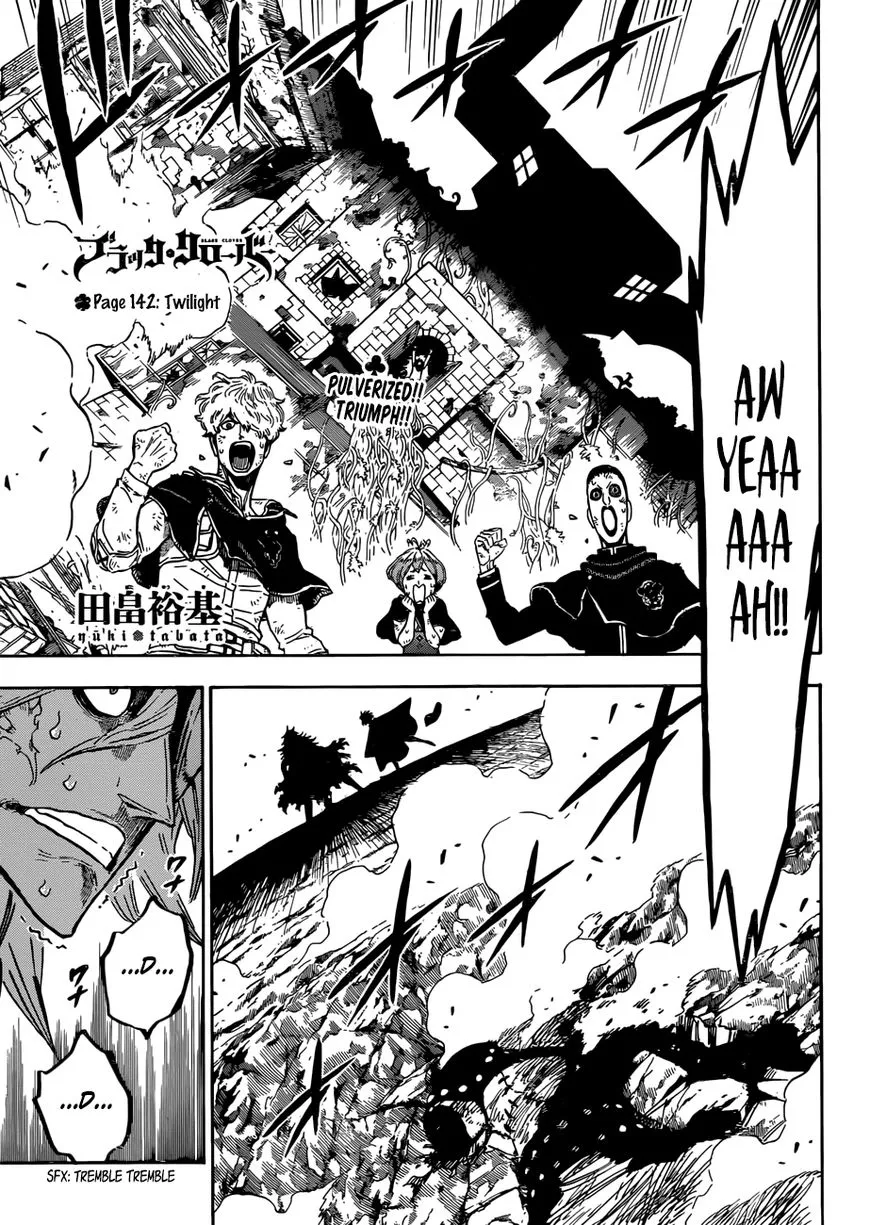 ブラック・クローバー
BLACK CLOVER
Page 142: Twilight
PULVERIZED!!
TRIUMPH!!
AW
YEAA
AAA
AH!!
田畠裕基
yūki tabata
ワナ
...D...
ワナ
...D...
SFX: TREMBLE TREMBLE